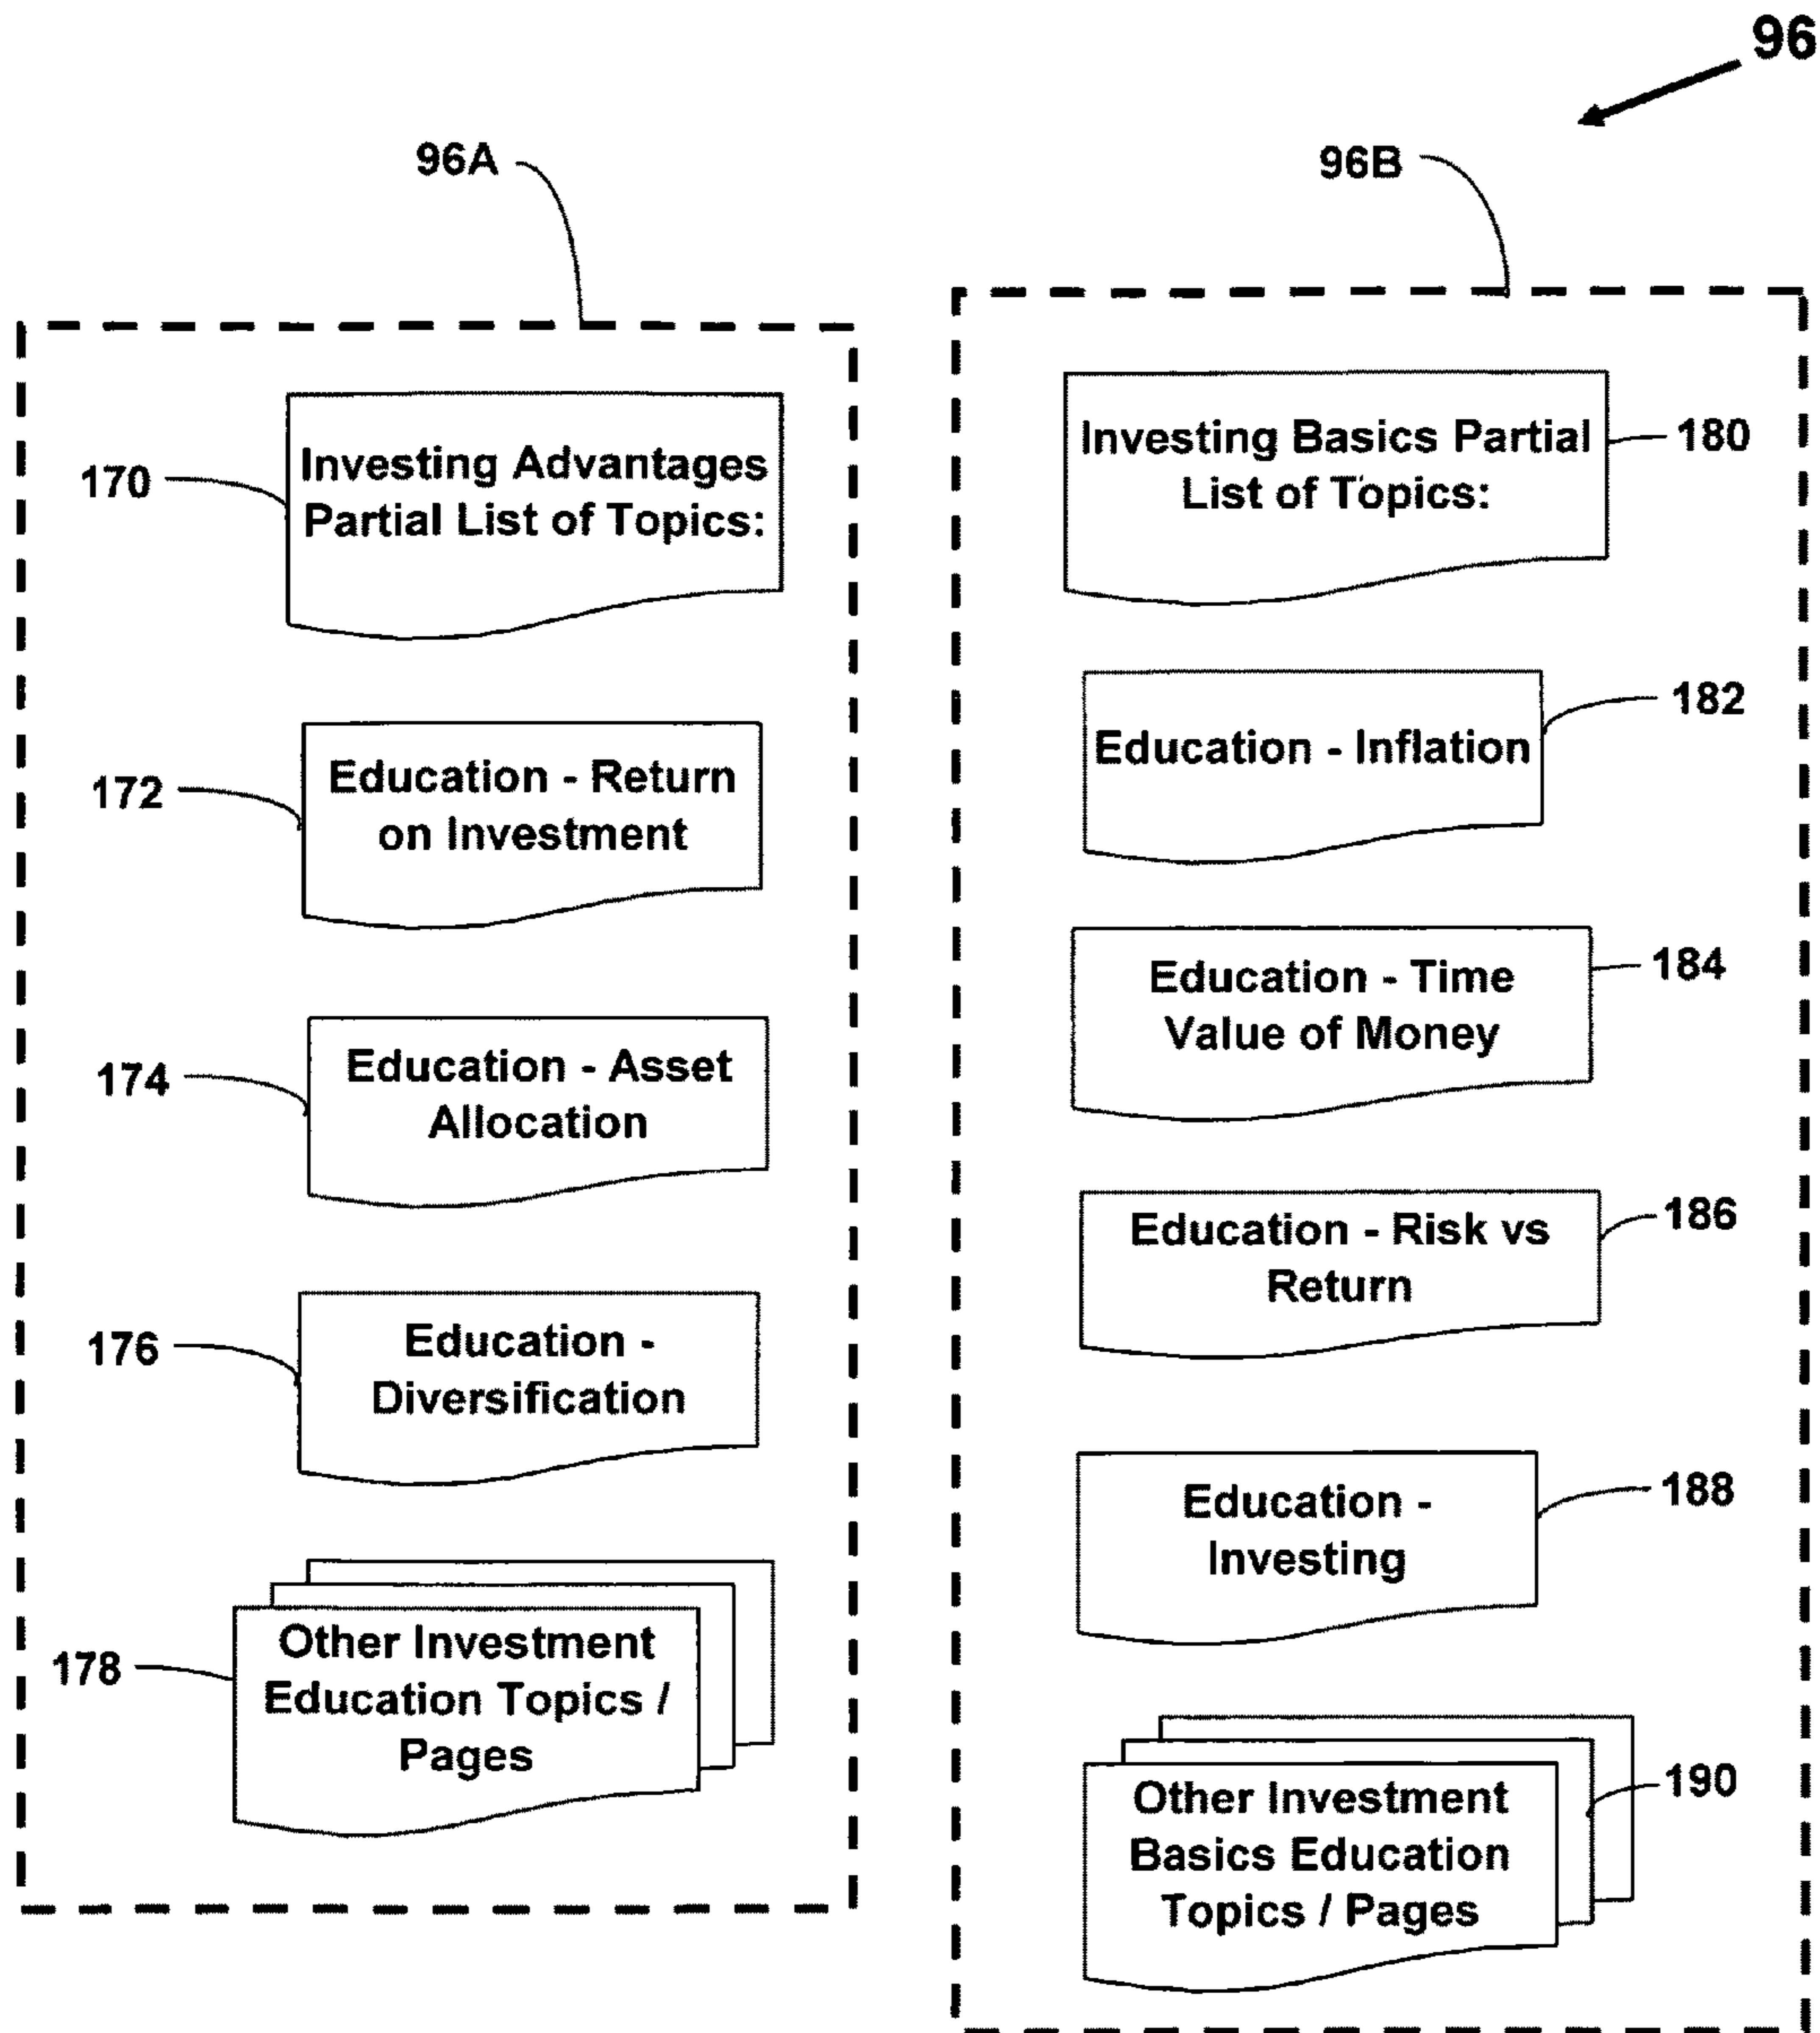 96
96A
170
Investing Advantages
Partial List of Topics:
172
Education - Return
on Investment
174
Education - Asset
Allocation
176
Education -
Diversification
178
Other Investment
Education Topics /
Pages
96B
Investing Basics Partial
List of Topics:
180
Education - Inflation
182
Education - Time
Value of Money
184
Education - Risk vs
Return
186
Education -
Investing
188
Other Investment
Basics Education
Topics / Pages
190